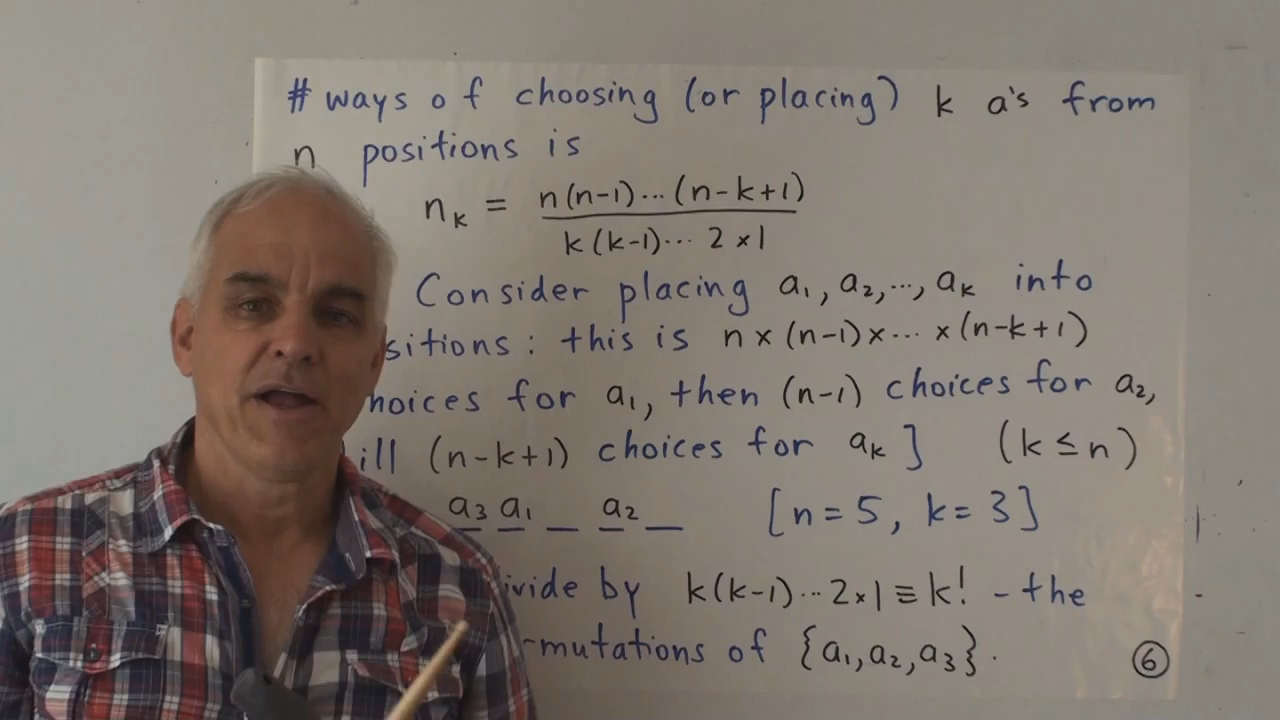 # ways of choosing (or placing) k a's from
n positions is
n_k = n(n-1)...(n-k+1) / k(k-1)... 2×1
Consider placing a₁, a₂, ..., a_k into
sitions : this is n×(n-1)×... ×(n-k+1)
hoices for a₁, then (n-1) choices for a₂,
ill (n-k+1) choices for a_k ] (k ≤ n)
a₃ a₁ _ a₂ _ [n = 5, k = 3]
ivide by k(k-1)... 2×1 ≡ k! - the
-mutations of {a₁, a₂, a₃}.
6